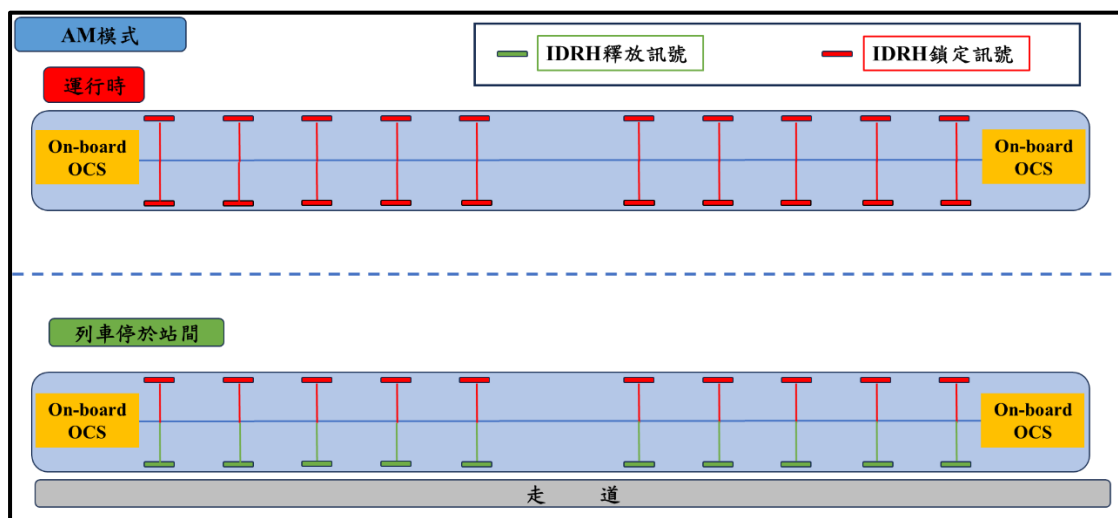 AM模式
IDRH釋放訊號
IDRH鎖定訊號
運行時
On-board
OCS
On-board
OCS
列車停於站間
On-board
OCS
On-board
OCS
走 道